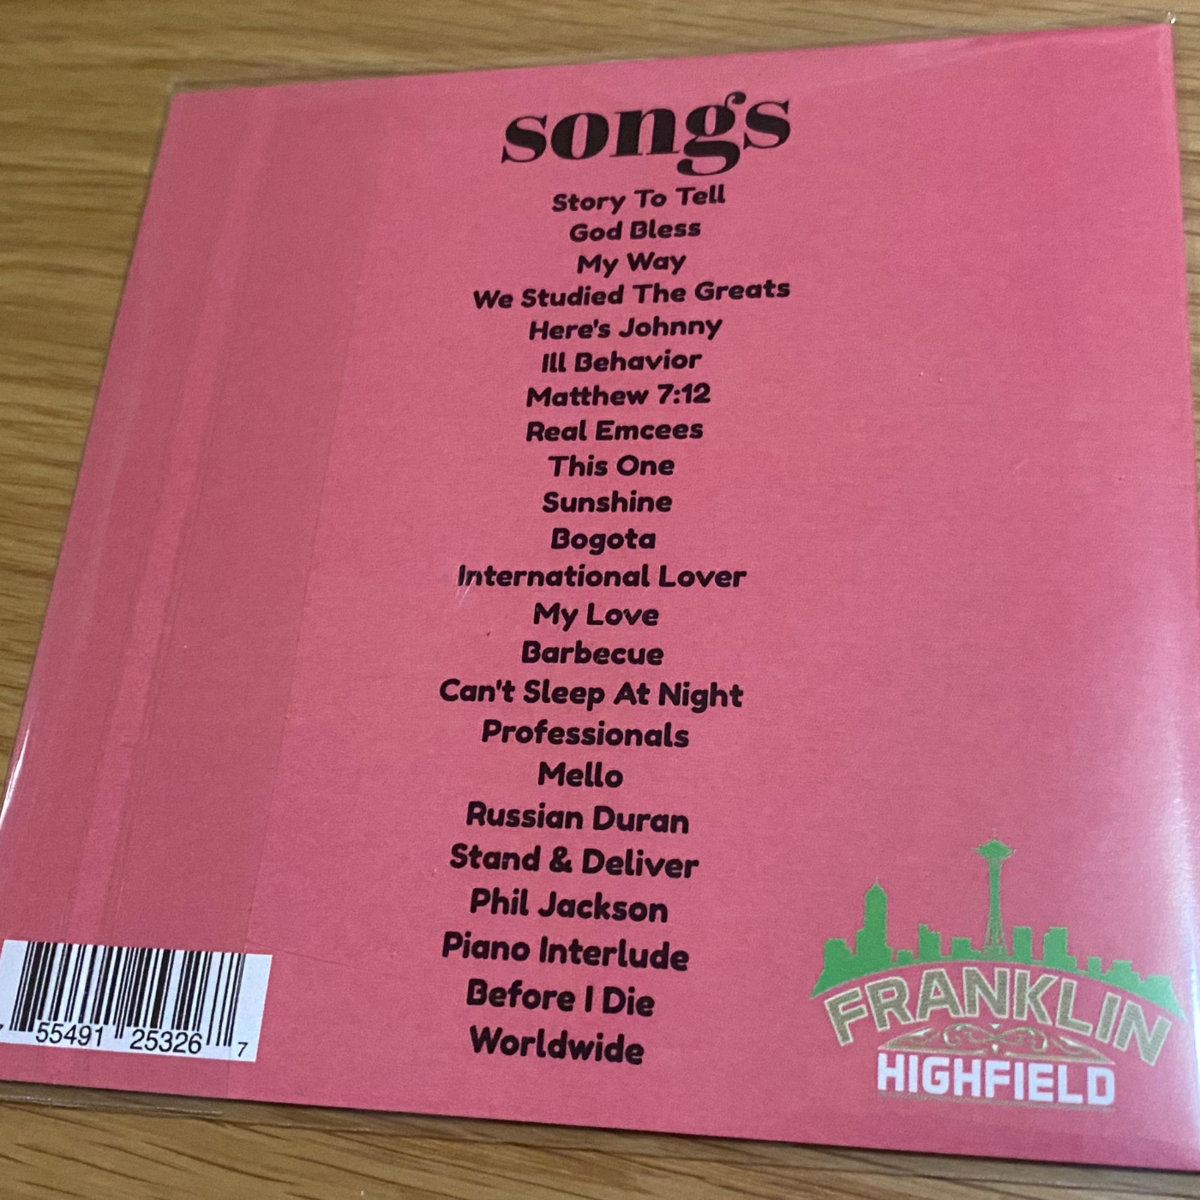 songs
Story To Tell
God Bless
My Way
We Studied The Greats
Here's Johnny
Ill Behavior
Matthew 7:12
Real Emcees
This One
Sunshine
Bogota
International Lover
My Love
Barbecue
Can't Sleep At Night
Professionals
Mello
Russian Duran
Stand & Deliver
Phil Jackson
Piano Interlude
Before I Die
Worldwide
7 55491 25326 7
FRANKLIN
HIGHFIELD